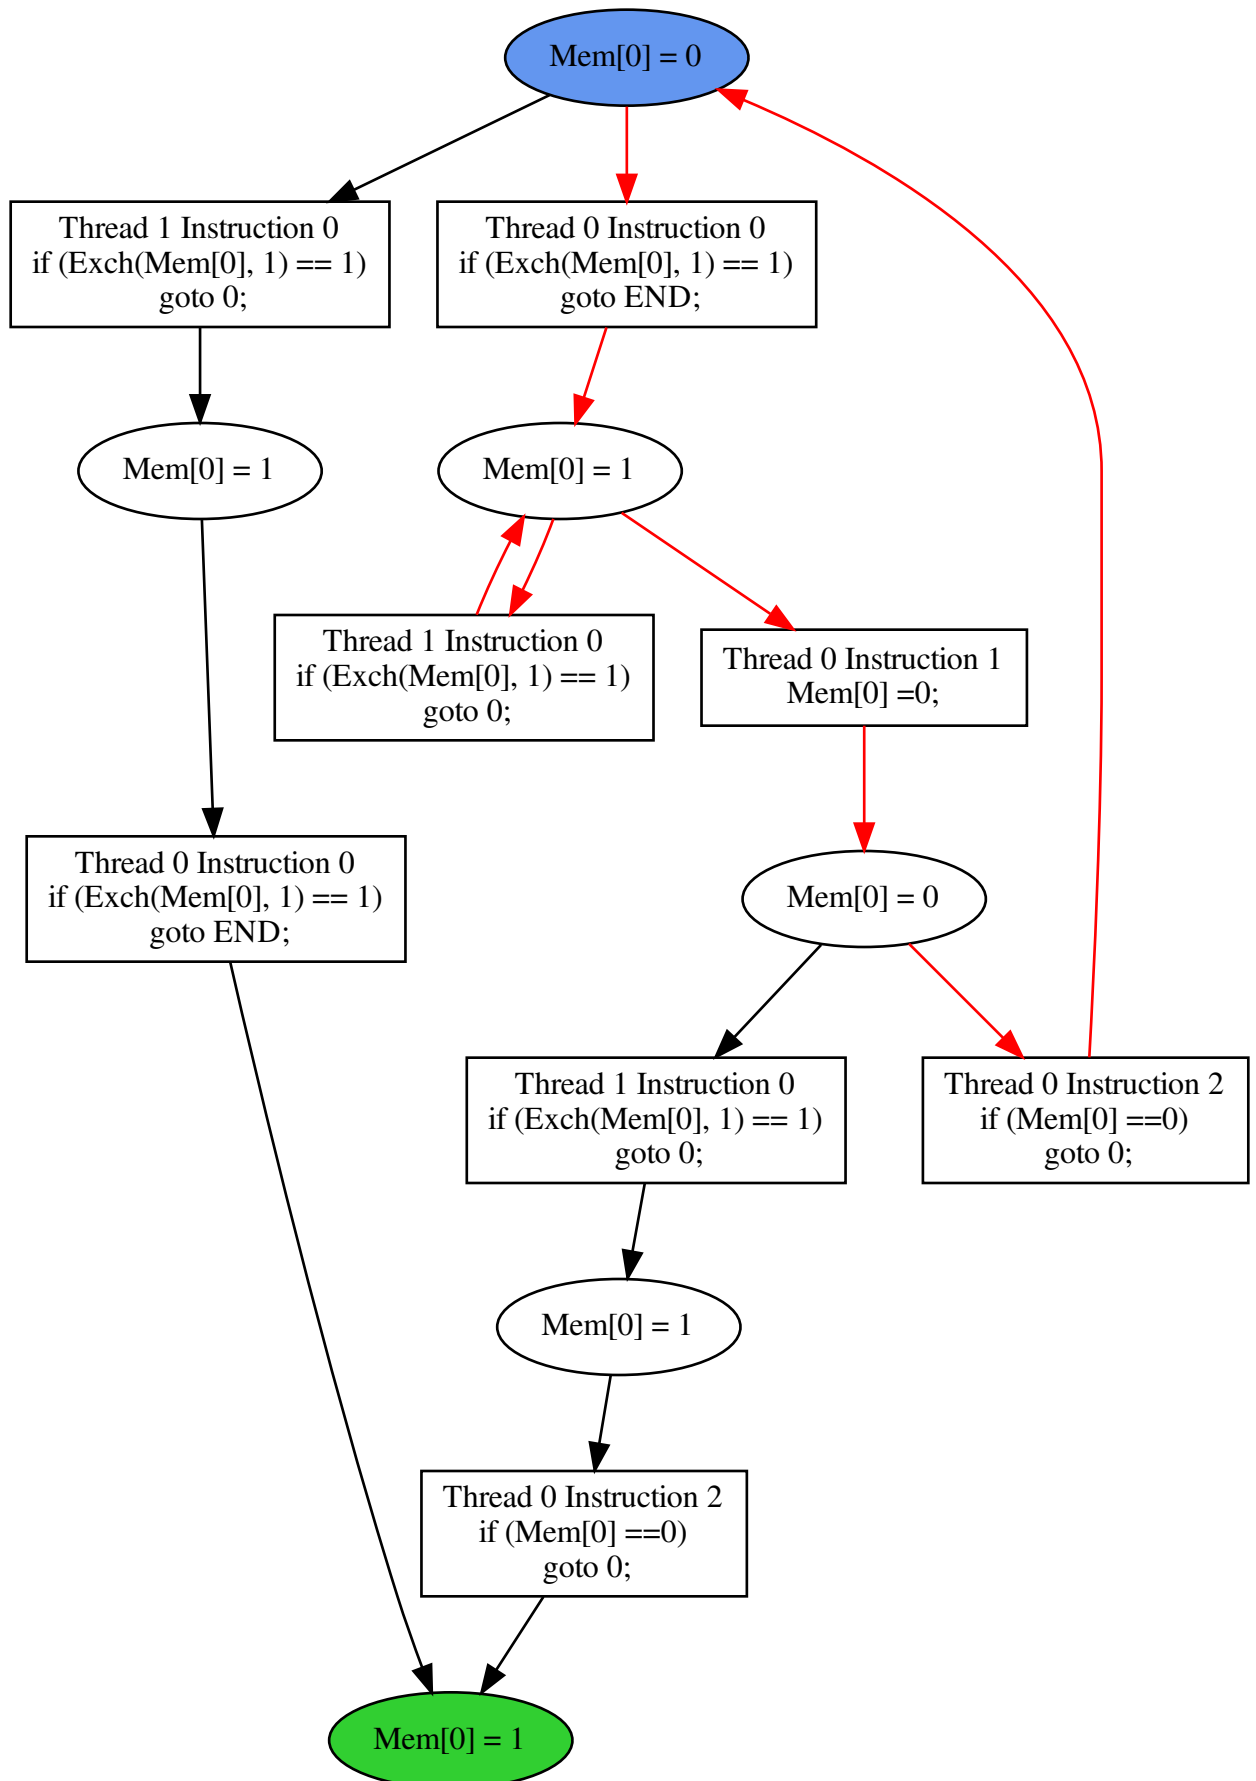 Mem[0] = 0
Thread 1 Instruction 0
if (Exch(Mem[0], 1) == 1)
goto 0;
Thread 0 Instruction 0
if (Exch(Mem[0], 1) == 1)
goto END;
Mem[0] = 1
Mem[0] = 1
Thread 1 Instruction 0
if (Exch(Mem[0], 1) == 1)
goto 0;
Thread 0 Instruction 1
Mem[0] =0;
Thread 0 Instruction 0
if (Exch(Mem[0], 1) == 1)
goto END;
Mem[0] = 0
Thread 1 Instruction 0
if (Exch(Mem[0], 1) == 1)
goto 0;
Thread 0 Instruction 2
if (Mem[0] ==0)
goto 0;
Mem[0] = 1
Thread 0 Instruction 2
if (Mem[0] ==0)
goto 0;
Mem[0] = 1